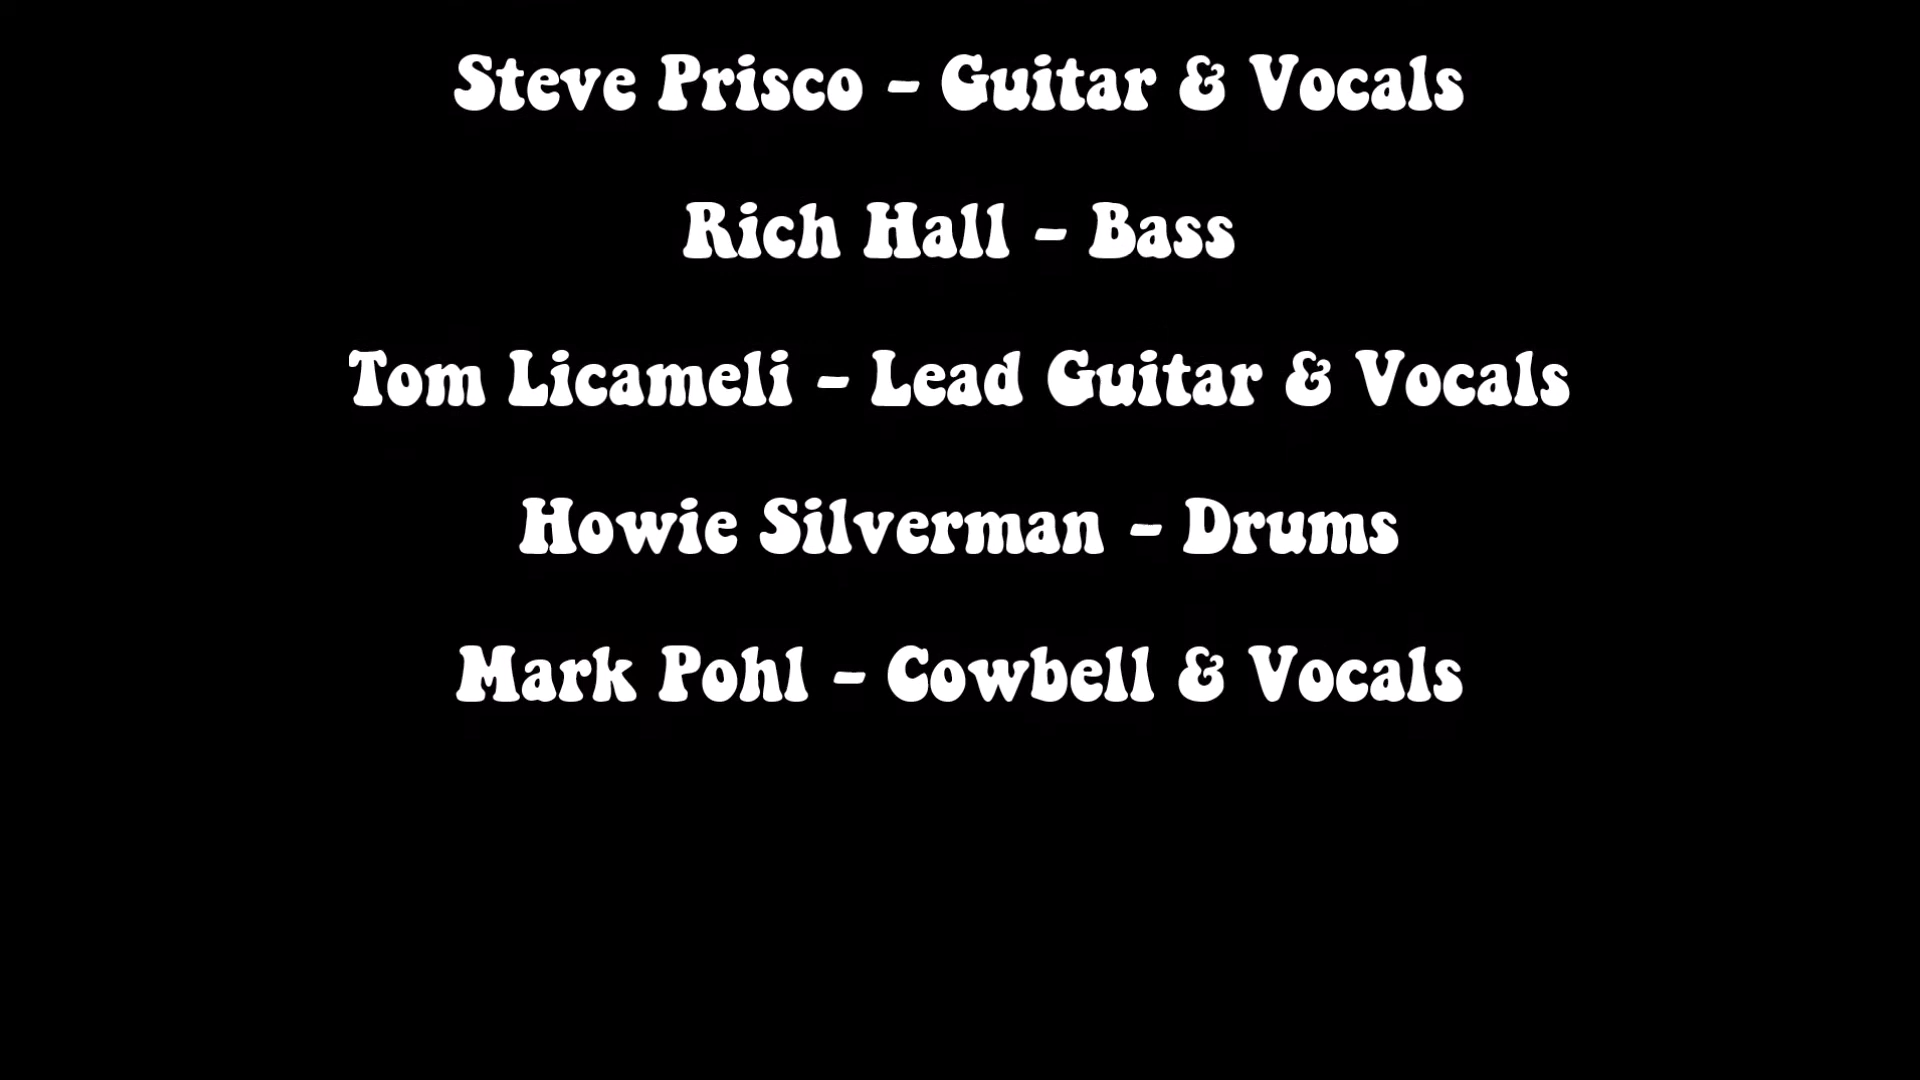 Steve Prisco - Guitar & Vocals
Rich Hall - Bass
Tom Licameli - Lead Guitar & Vocals
Howie Silverman - Drums
Mark Pohl - Cowbell & Vocals